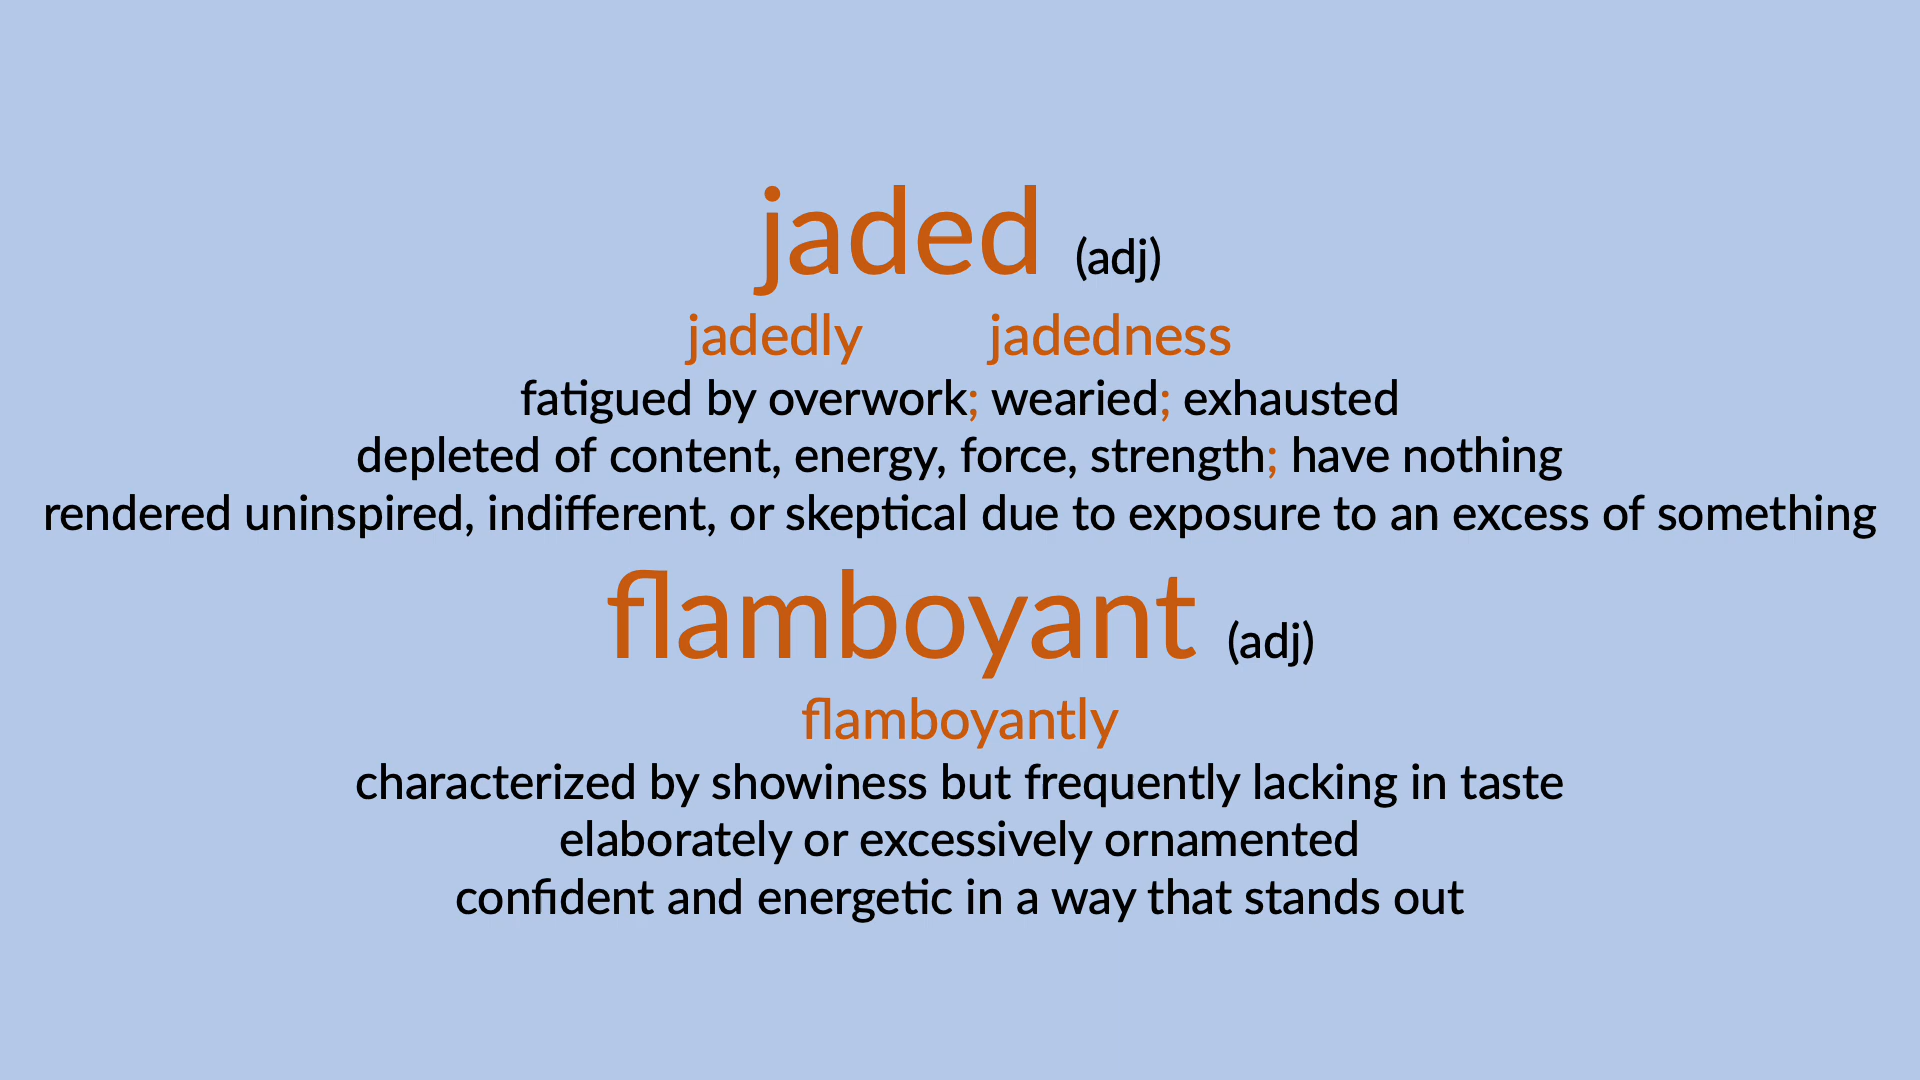 jaded (adj)
jadedly jadedness
fatigued by overwork; wearied; exhausted
depleted of content, energy, force, strength; have nothing
rendered uninspired, indifferent, or skeptical due to exposure to an excess of something
flamboyant (adj)
flamboyantly
characterized by showiness but frequently lacking in taste
elaborately or excessively ornamented
confident and energetic in a way that stands out